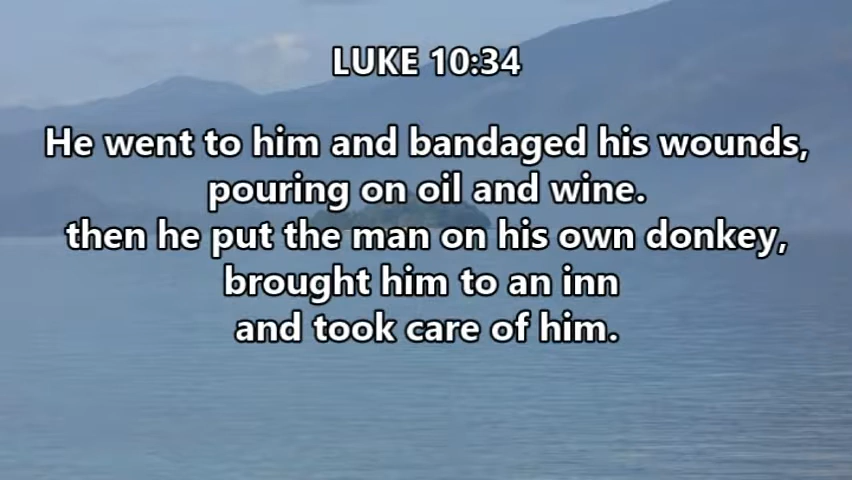 LUKE 10:34
He went to him and bandaged his wounds,
pouring on oil and wine.
then he put the man on his own donkey,
brought him to an inn
and took care of him.